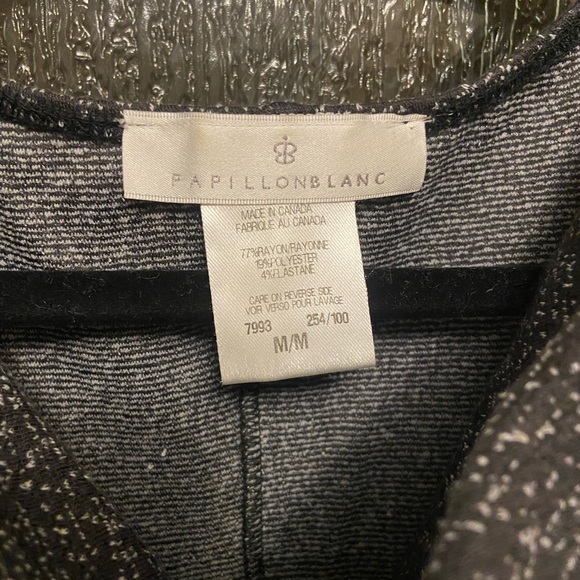 PAPILLONBLANC
MADE IN CANADA
FABRIQUÉ AU CANADA
77%RAYON/RAYONNE
19%POLYESTER
4%ELASTANE
CARE ON REVERSE SIDE
VOIR VERSO POUR LAVAGE
7993 254/100
M/M